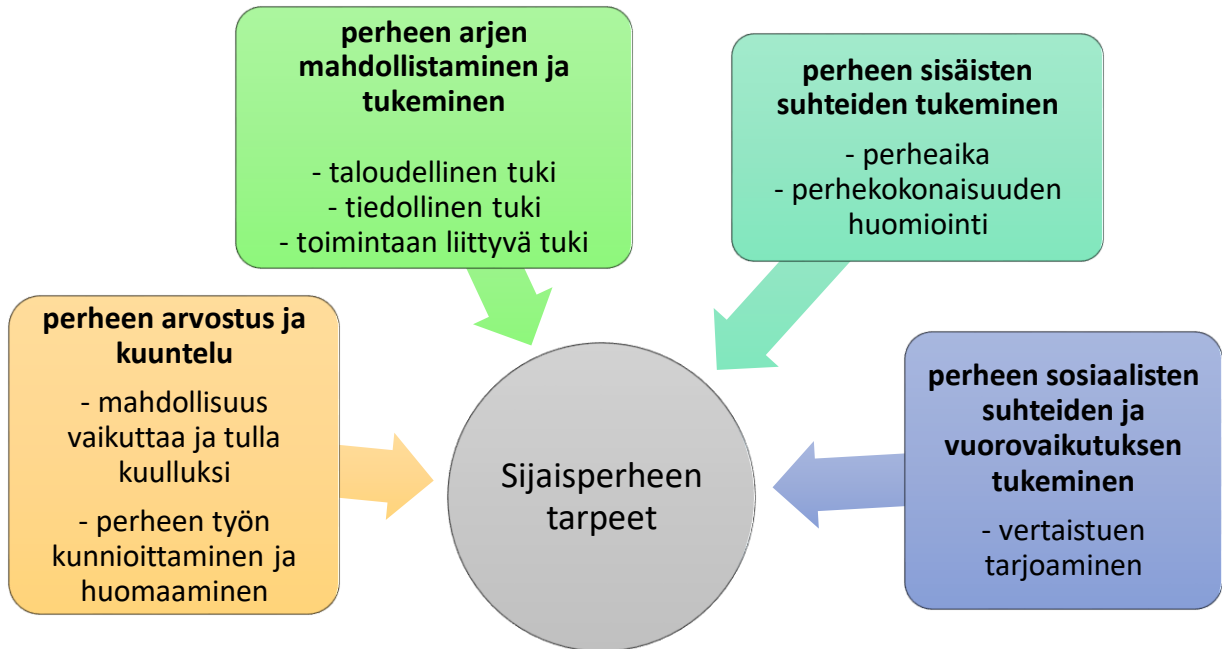 perheen arjen
mahdollistaminen ja
tukeminen
- taloudellinen tuki
- tiedollinen tuki
- toimintaan liittyvä tuki
perheen sisäisten
suhteiden tukeminen
- perheaika
- perhekokonaisuuden
huomiointi
perheen arvostus ja
kuuntelu
- mahdollisuus
vaikuttaa ja tulla
kuulluksi
- perheen työn
kunnioittaminen ja
huomaaminen
Sijaisperheen
tarpeet
perheen sosiaalisten
suhteiden ja
vuorovaikutuksen
tukeminen
- vertaistuen
tarjoaminen